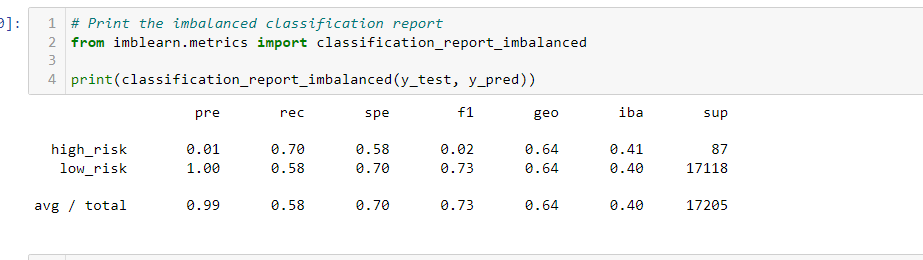 ]:
1 # Print the imbalanced classification report
2 from imblearn.metrics import classification_report_imbalanced
3
4 print(classification_report_imbalanced(y_test, y_pred))
pre rec spe f1 geo iba sup
high_risk 0.01 0.70 0.58 0.02 0.64 0.41 87
low_risk 1.00 0.58 0.70 0.73 0.64 0.40 17118
avg / total 0.99 0.58 0.70 0.73 0.64 0.40 17205